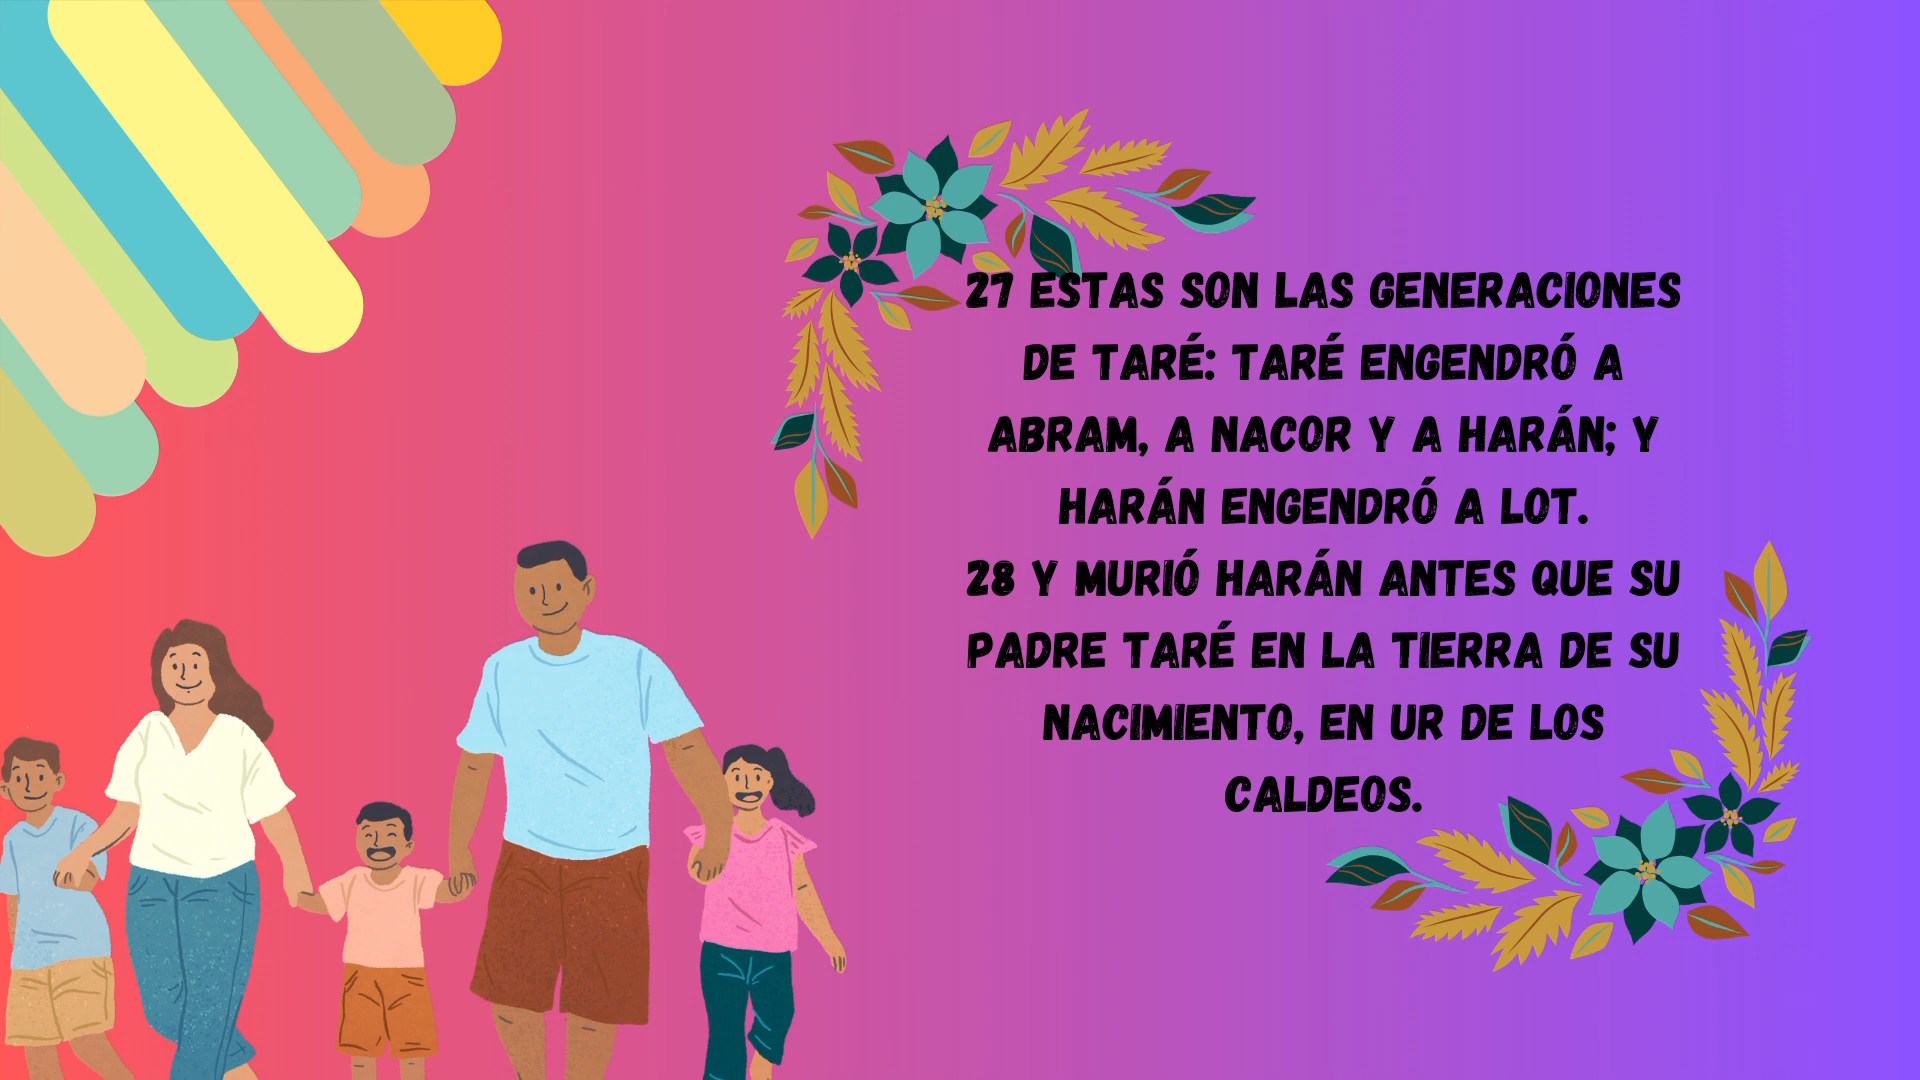 27 ESTAS SON LAS GENERACIONES
DE TARÉ: TARÉ ENGENDRÓ A
ABRAM, A NACOR Y A HARÁN; Y
HARÁN ENGENDRÓ A LOT.
28 Y MURIÓ HARÁN ANTES QUE SU
PADRE TARÉ EN LA TIERRA DE SU
NACIMIENTO, EN UR DE LOS
CALDEOS.